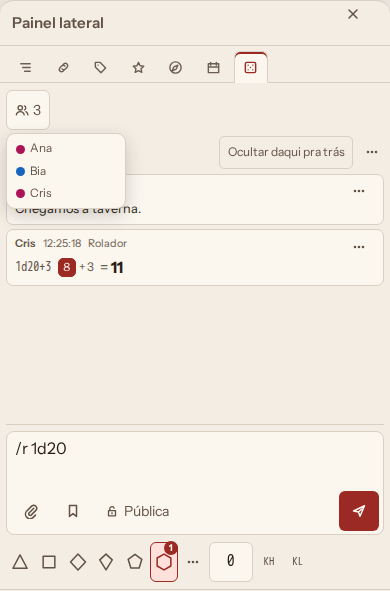 Painel lateral
3
Ana
Bia
Cris
Ocultar daqui pra trás
Chegamos à taverna.
Cris 12:25:18 Rolador
1d20+3 8 +3 =11
/r 1d20
Pública
1
0 KH KL